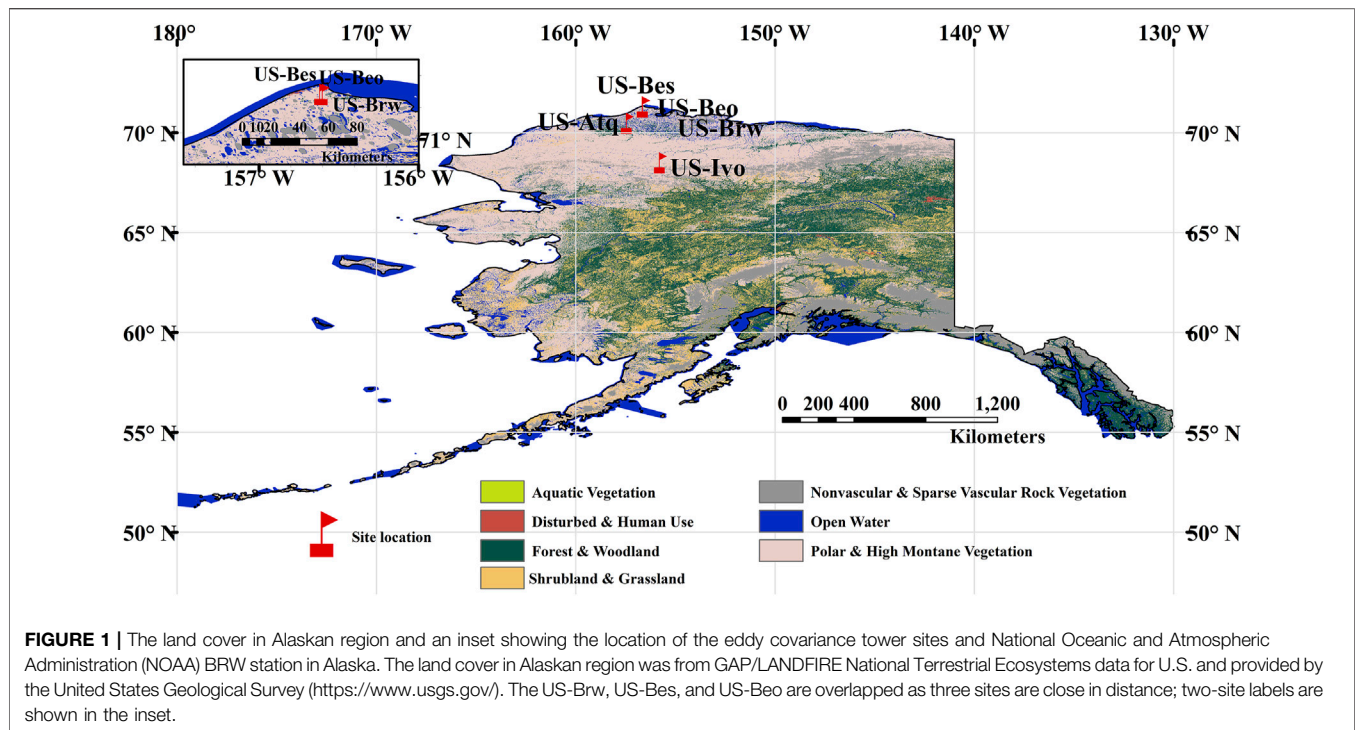 180° W 170° W 160° W 150° W 140° W 130° W
US-Bes US-Beo
US-Brw
0 10 20 40 60 80
Kilometers
71° N
157° W 156° W
US-Bes
US-Beo
US-Atq
US-Brw
US-Ivo
70° N 70° N
65° N 65° N
60° N 60° N
55° N 55° N
50° N 50° N
0 200 400 800 1,200
Kilometers
Site location
Aquatic Vegetation
Disturbed & Human Use
Forest & Woodland
Shrubland & Grassland
Nonvascular & Sparse Vascular Rock Vegetation
Open Water
Polar & High Montane Vegetation
FIGURE 1 | The land cover in Alaskan region and an inset showing the location of the eddy covariance tower sites and National Oceanic and Atmospheric
Administration (NOAA) BRW station in Alaska. The land cover in Alaskan region was from GAP/LANDFIRE National Terrestrial Ecosystems data for U.S. and provided by
the United States Geological Survey (https://www.usgs.gov/). The US-Brw, US-Bes, and US-Beo are overlapped as three sites are close in distance; two-site labels are
shown in the inset.